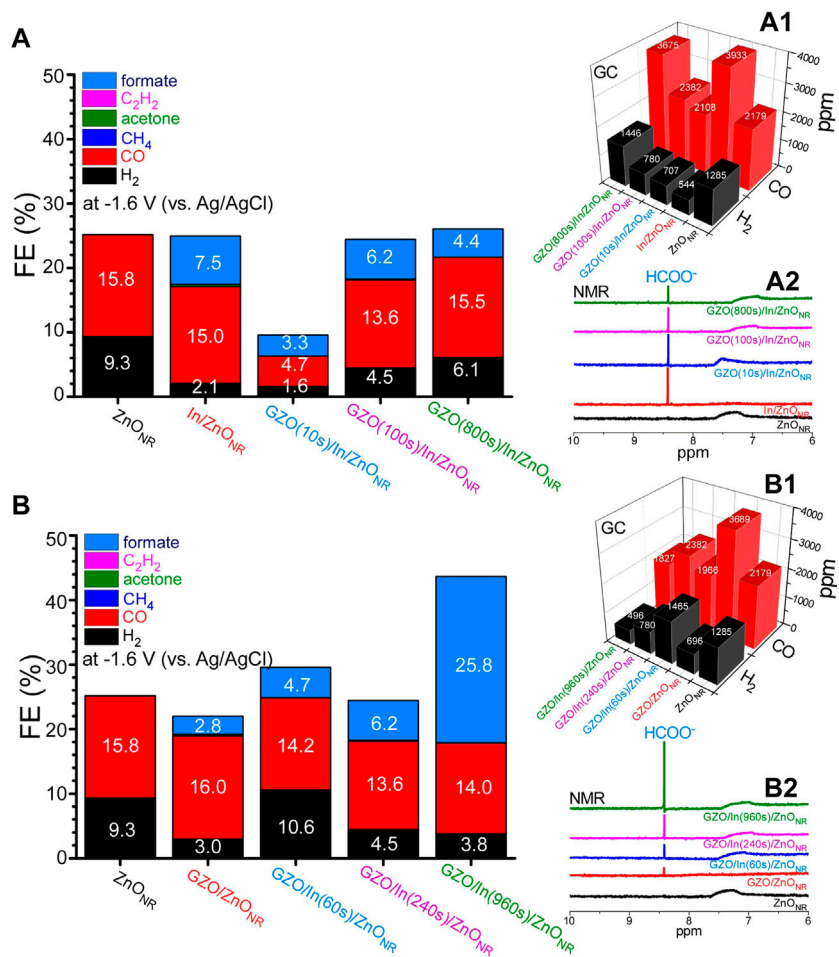 A
50
40
30
20
10
0
FE (%)
formate
C2H2
acetone
CH4
CO
H2
at -1.6 V (vs. Ag/AgCl)
15.8
9.3
7.5
15.0
2.1
3.3
4.7
1.6
6.2
13.6
4.5
4.4
15.5
6.1
ZnONR
In/ZnONR
GZO(10s)/In/ZnONR
GZO(100s)/In/ZnONR
GZO(800s)/In/ZnONR
A1
GC
3675
2382
2108
3933
2179
1446
780
707
544
1285
4000
3000
2000
1000
0
ppm
CO
H2
GZO(800s)/In/ZnONR
GZO(100s)/In/ZnONR
GZO(10s)/In/ZnONR
In/ZnONR
ZnONR
A2
NMR
HCOO-
GZO(800s)/In/ZnONR
GZO(100s)/In/ZnONR
GZO(10s)/In/ZnONR
In/ZnONR
ZnONR
10 9 8 7 6
ppm
B
50
40
30
20
10
0
FE (%)
formate
C2H2
acetone
CH4
CO
H2
at -1.6 V (vs. Ag/AgCl)
15.8
9.3
2.8
16.0
3.0
4.7
14.2
10.6
6.2
13.6
4.5
25.8
14.0
3.8
ZnONR
GZO/ZnONR
GZO/In(60s)/ZnONR
GZO/In(240s)/ZnONR
GZO/In(960s)/ZnONR
B1
GC
1827
2382
1966
3689
2179
496
780
1465
696
1285
4000
3000
2000
1000
0
ppm
CO
H2
GZO/In(960s)/ZnONR
GZO/In(240s)/ZnONR
GZO/In(60s)/ZnONR
GZO/ZnONR
ZnONR
B2
NMR
HCOO-
GZO/In(960s)/ZnONR
GZO/In(240s)/ZnONR
GZO/In(60s)/ZnONR
GZO/ZnONR
ZnONR
10 9 8 7 6
ppm